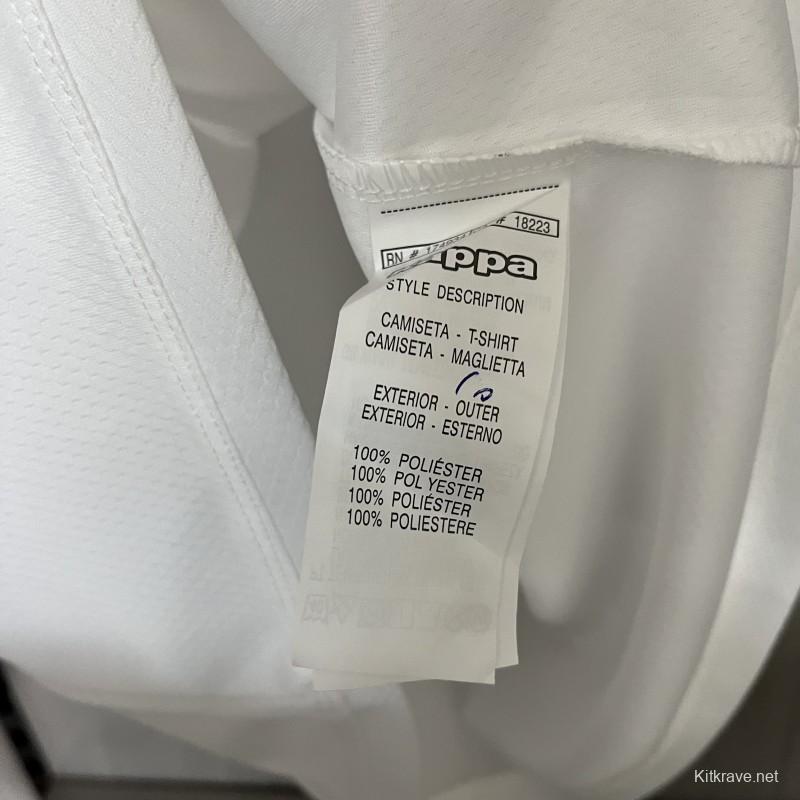 RN #
# 18223
STYLE DESCRIPTION
CAMISETA - T-SHIRT
CAMISETA - MAGLIETTA
EXTERIOR - OUTER
EXTERIOR - ESTERNO
100% POLIÉSTER
100% POLYESTER
100% POLIÉSTER
100% POLIESTERE
Kitkrave.net